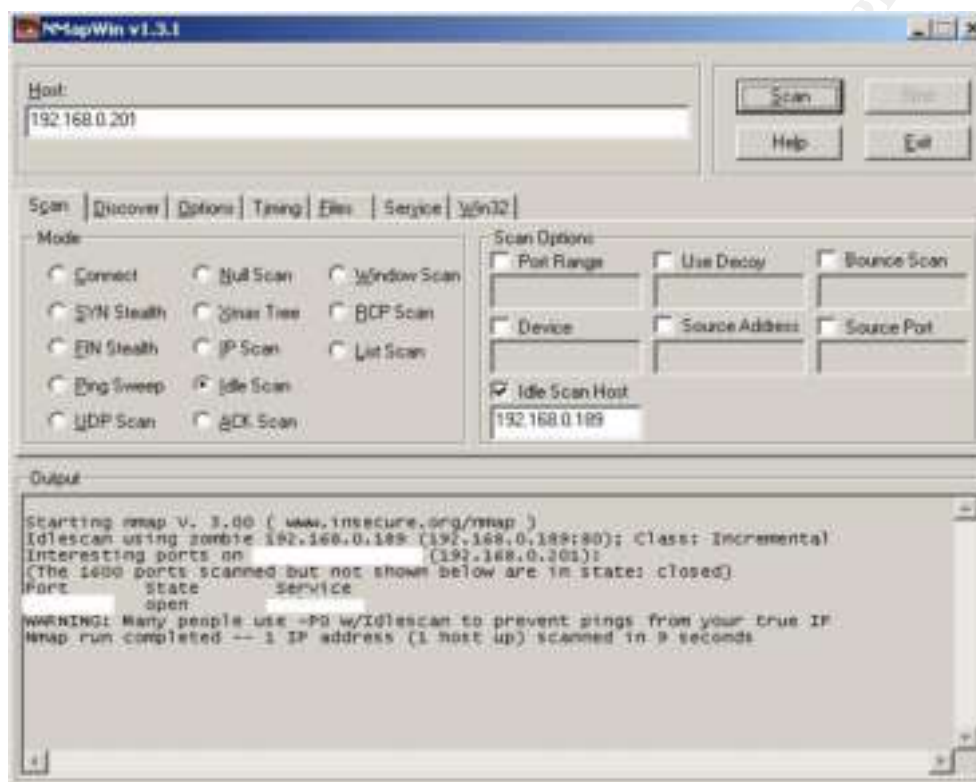 NMapWin v1.3.1
Host:
192.168.0.201
Scan
Help
Exit
Scan
Discover
Options
Timing
Files
Service
Win32
Mode
Connect
Null Scan
Window Scan
SYN Stealth
Xmas Tree
RCP Scan
FIN Stealth
IP Scan
List Scan
Ping Sweep
Idle Scan
UDP Scan
ACK Scan
Scan Options
Port Range
Use Decoy
Bounce Scan
Device
Source Address
Source Port
Idle Scan Host
192.168.0.189
Output
Starting nmap V. 3.00 ( www.insecure.org/nmap )
Idlescan using zombie 192.168.0.189 (192.168.0.189:80); Class: Incremental
Interesting ports on (192.168.0.201):
(The 1600 ports scanned but not shown below are in state: closed)
Port State Service
open
WARNING: Many people use -P0 w/Idlescan to prevent pings from your true IP
Nmap run completed -- 1 IP address (1 host up) scanned in 9 seconds